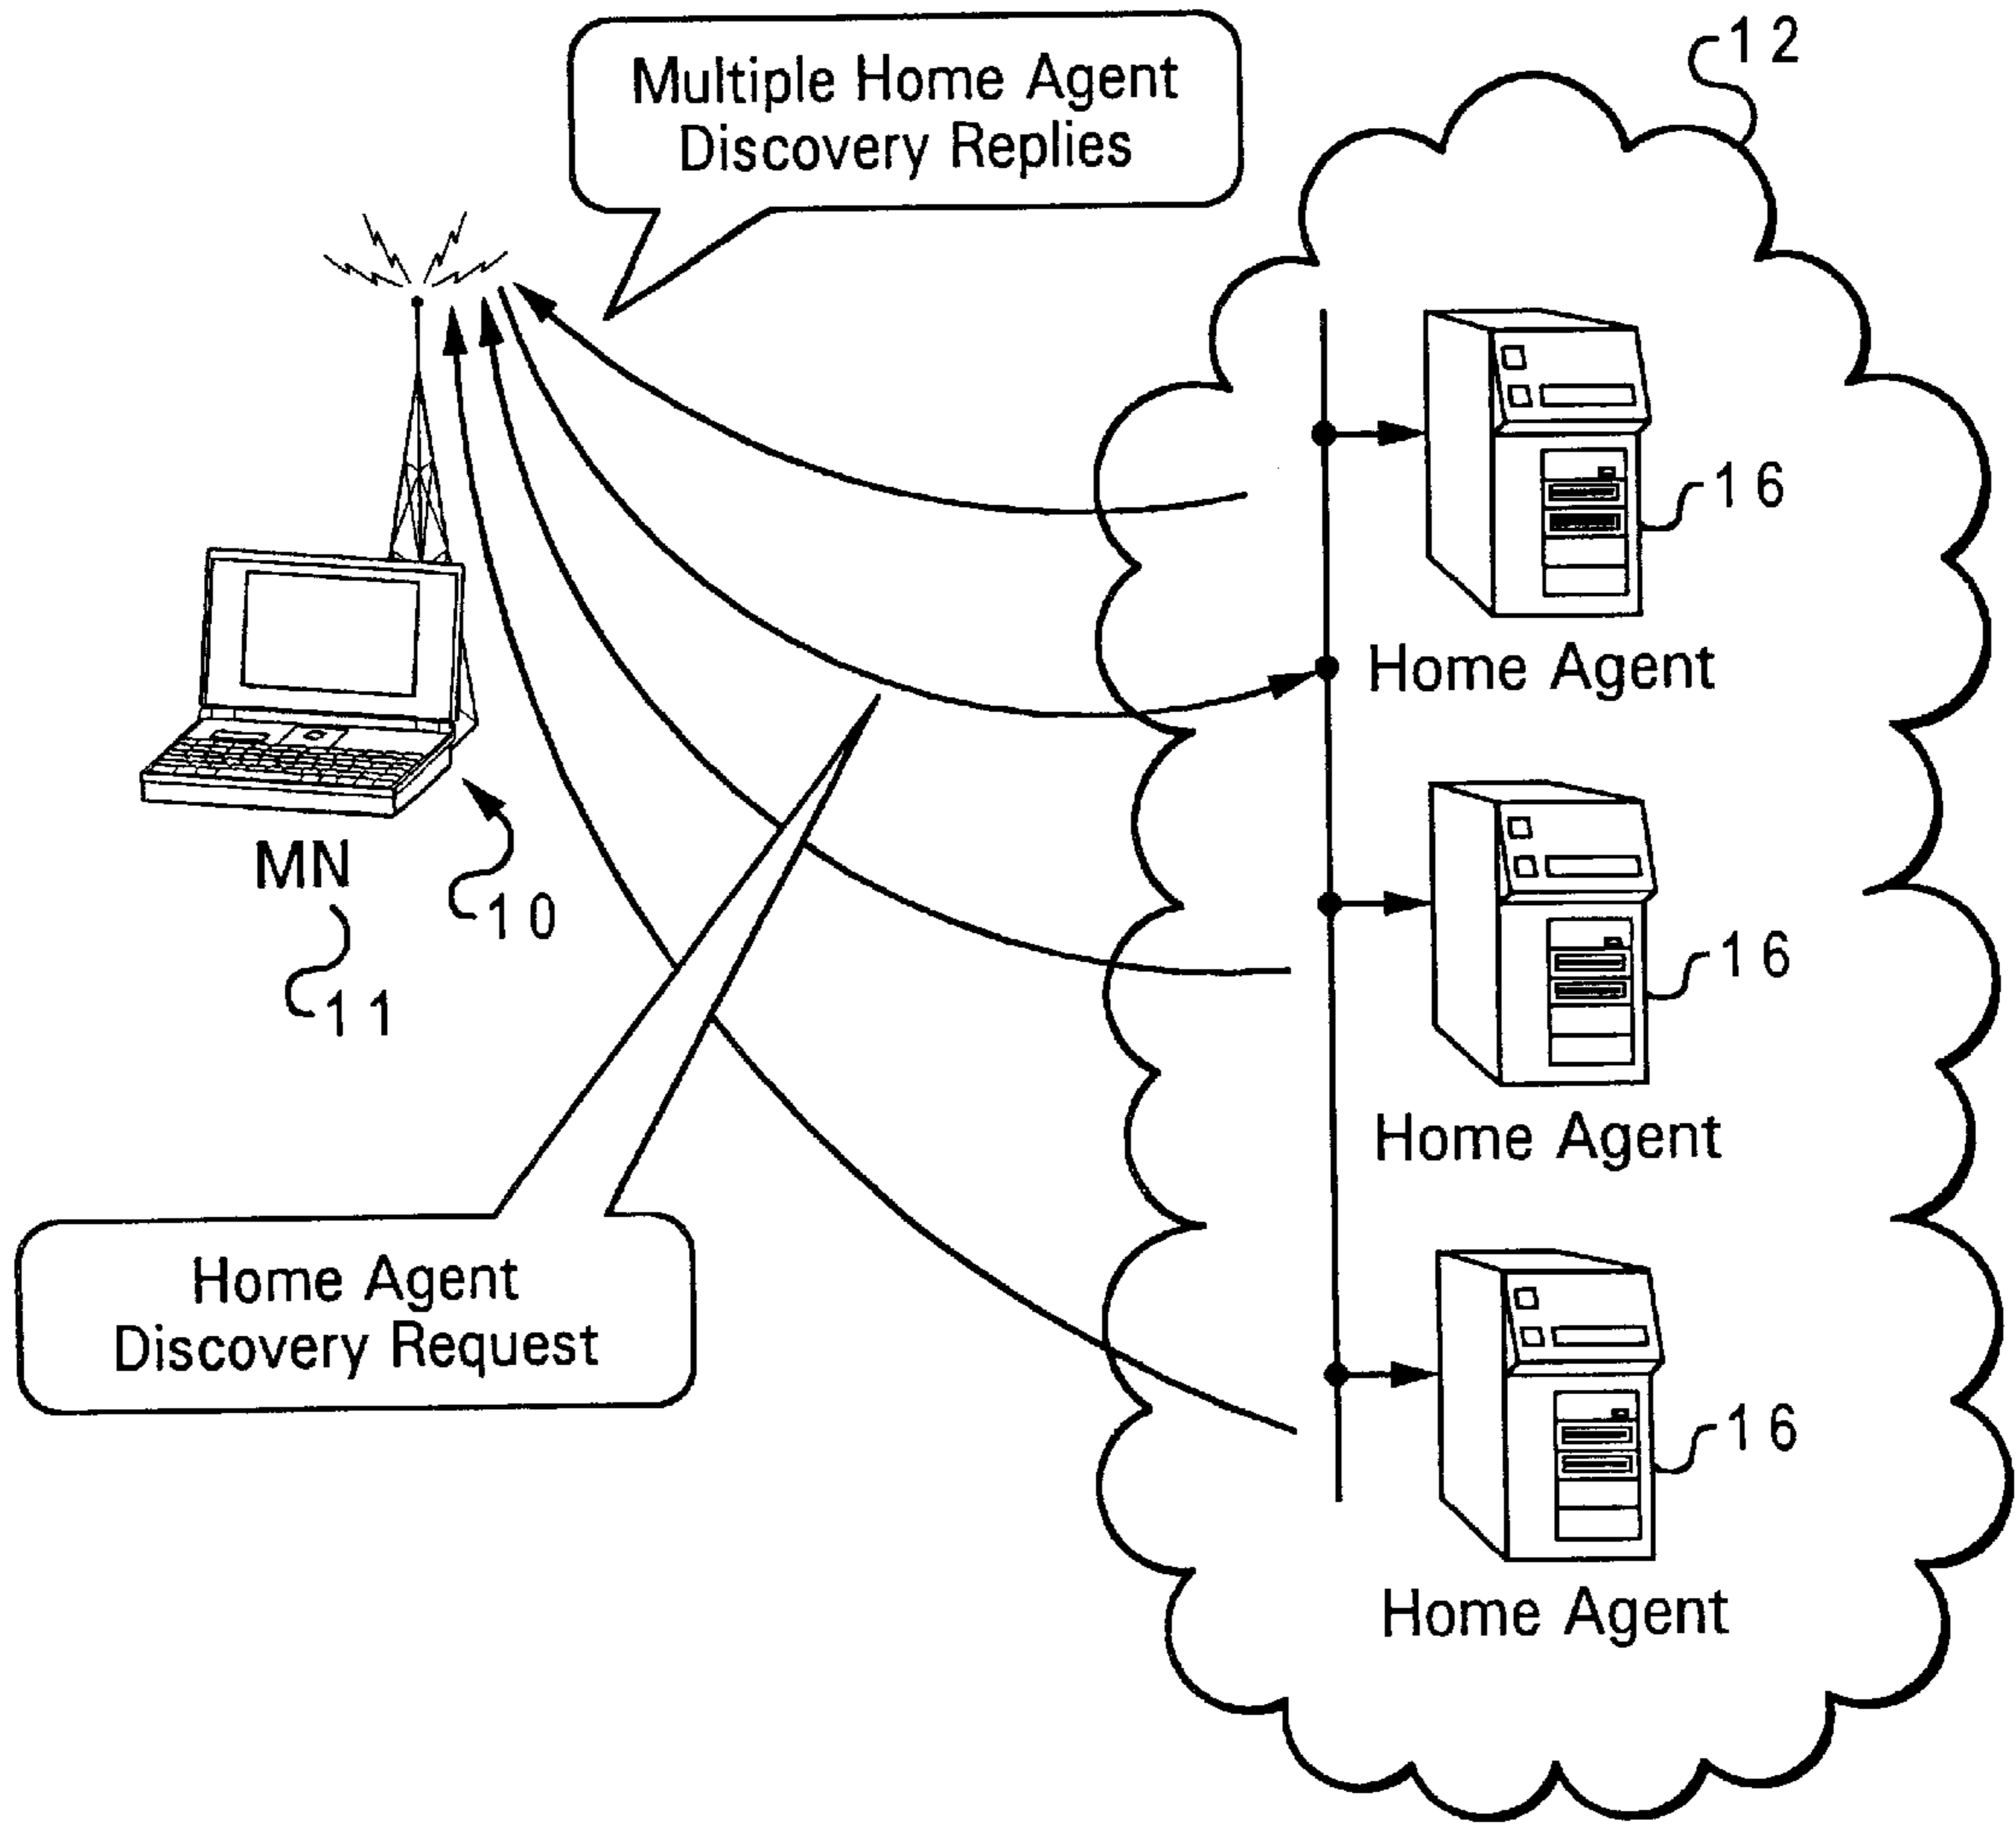 Multiple Home Agent
Discovery Replies
12
16
Home Agent
MN
10
11
16
Home Agent
Home Agent
Discovery Request
16
Home Agent